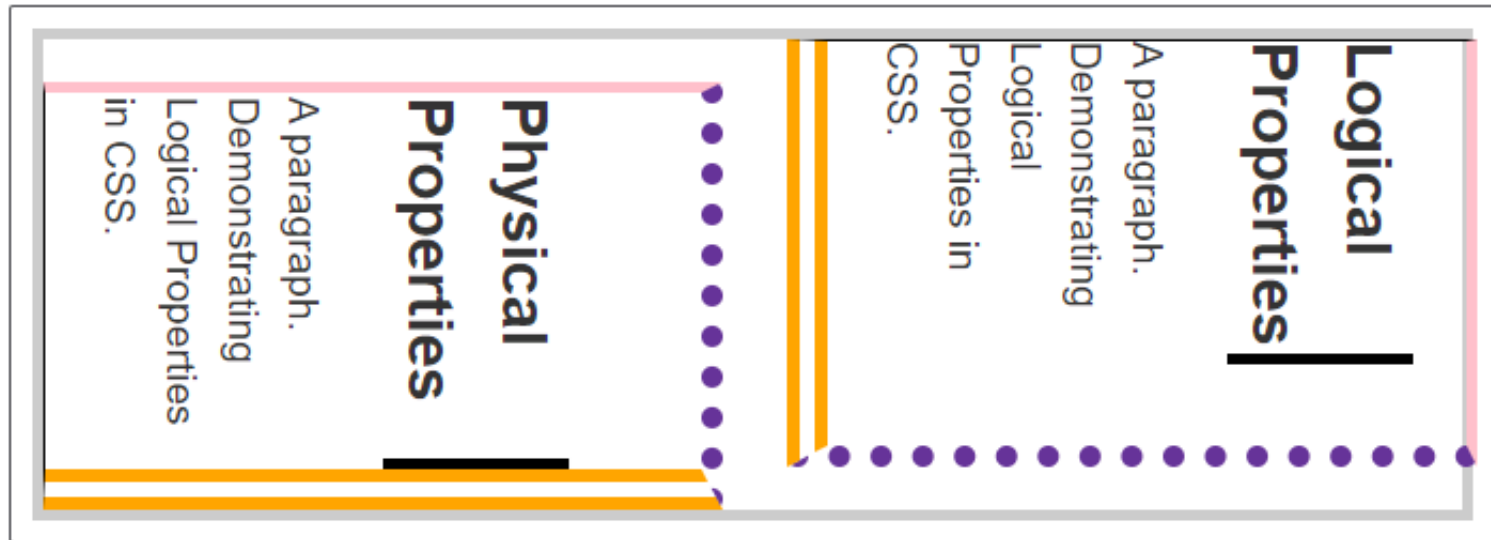 Physical
Properties
A paragraph.
Demonstrating
Logical Properties
in CSS.
Logical
Properties
A paragraph.
Demonstrating
Logical
Properties in
CSS.